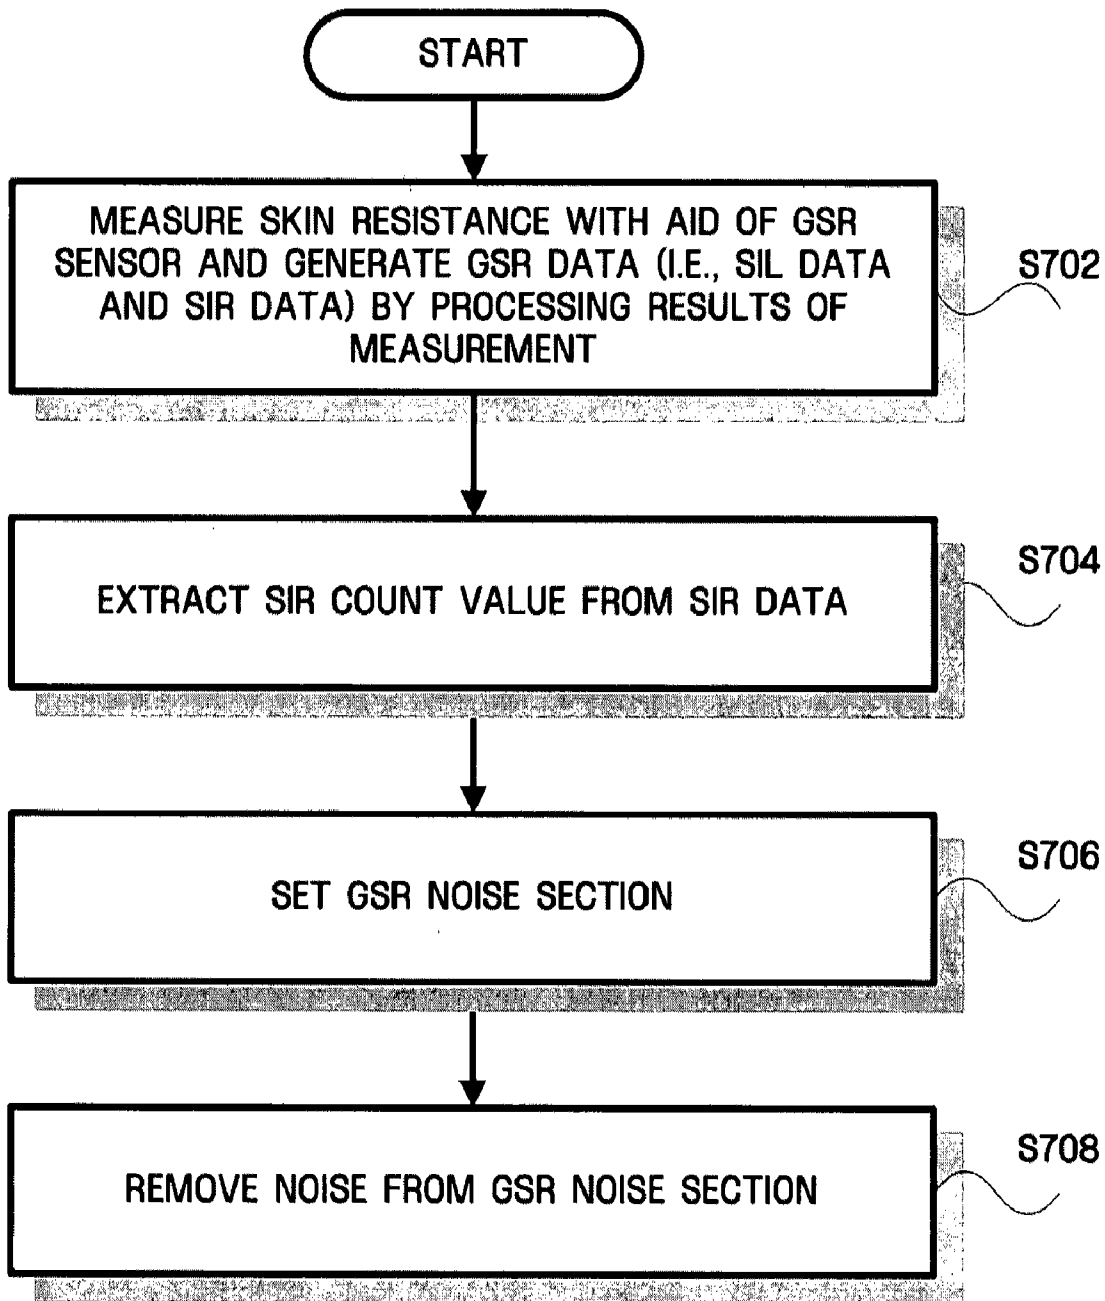 START
MEASURE SKIN RESISTANCE WITH AID OF GSR
SENSOR AND GENERATE GSR DATA (I.E., SIL DATA
AND SIR DATA) BY PROCESSING RESULTS OF
MEASUREMENT
S702
EXTRACT SIR COUNT VALUE FROM SIR DATA
S704
SET GSR NOISE SECTION
S706
REMOVE NOISE FROM GSR NOISE SECTION
S708